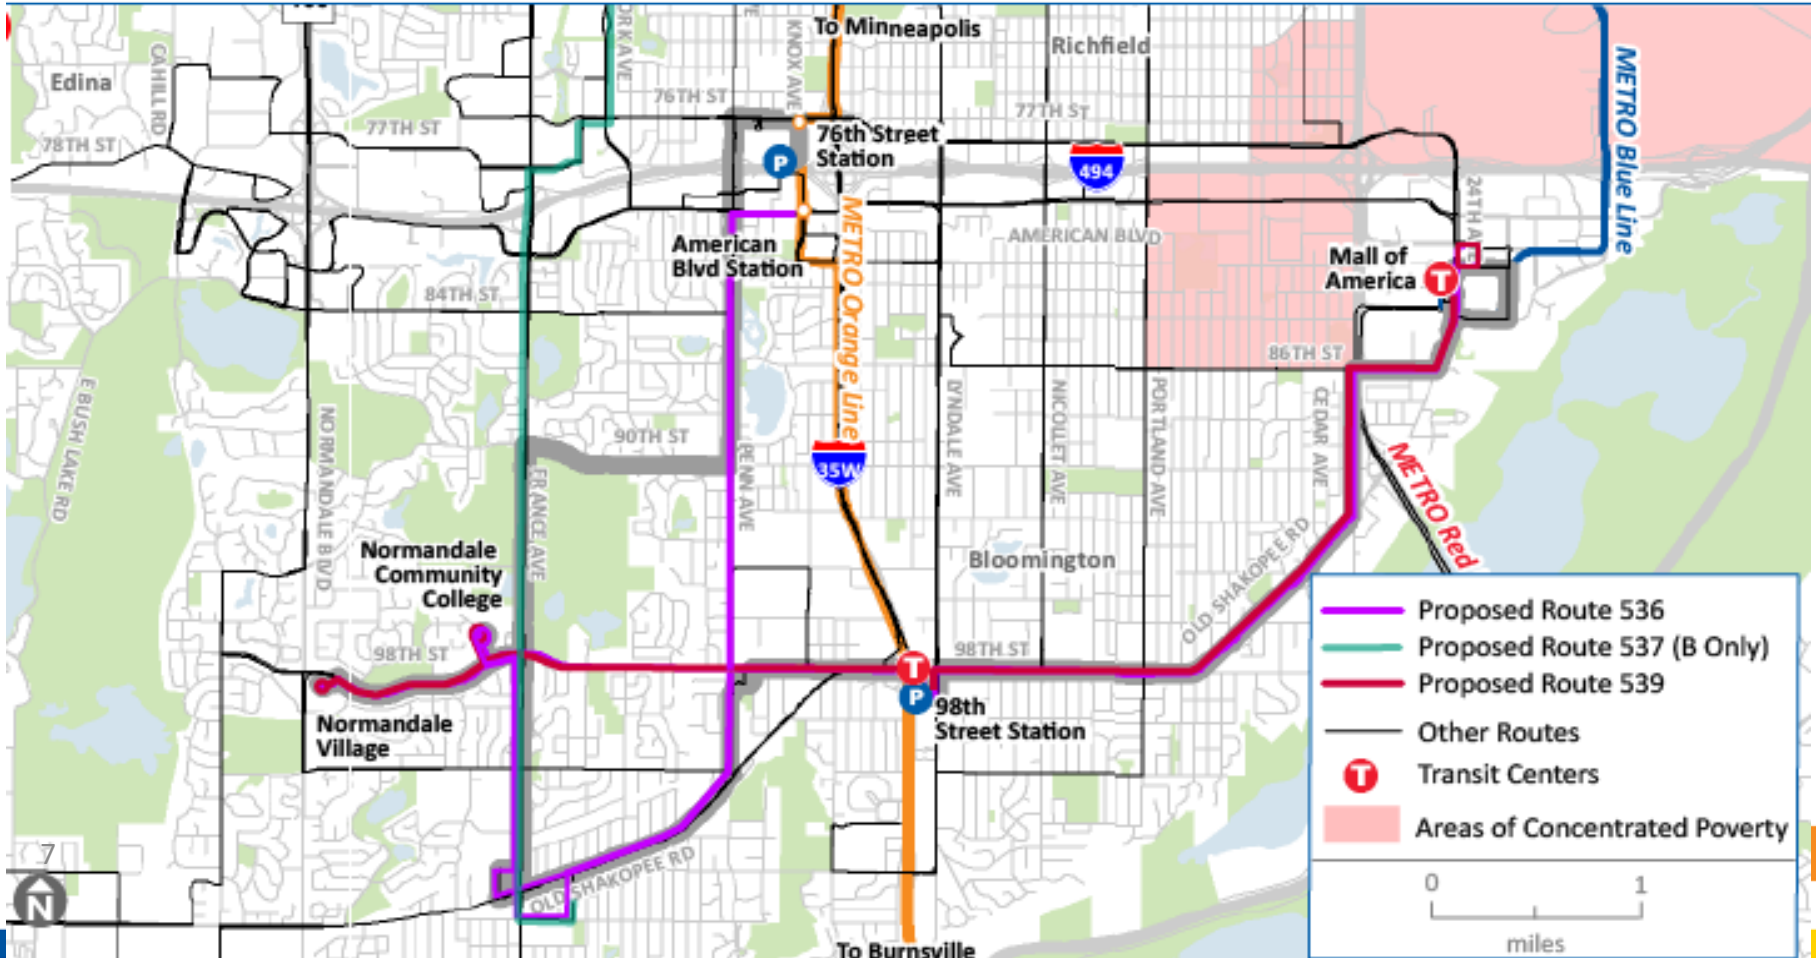 To Minneapolis
Richfield
Edina
CAHILL RD
ORK AVE
KNOX AVE
76TH ST
77TH ST
77TH ST
78TH ST
76th Street
Station
P
494
METRO Blue Line
24TH A
METRO Orange Line
American
Blvd Station
AMERICAN BLVD
Mall of
America
T
84TH ST
86TH ST
E BUSH LAKE RD
NORMANDALE BLVD
90TH ST
FRANCE AVE
PENN AVE
35W
LYNDALE AVE
NICOLLET AVE
PORTLAND AVE
CEDAR AVE
METRO Red
Normandale
Community
College
Bloomington
OLD SHAKOPEE RD
98TH ST
98TH ST
T
P
98th
Street Station
Normandale
Village
OLD SHAKOPEE RD
To Burnsville
7
N
Proposed Route 536
Proposed Route 537 (B Only)
Proposed Route 539
Other Routes
T
Transit Centers
Areas of Concentrated Poverty
0 1
miles